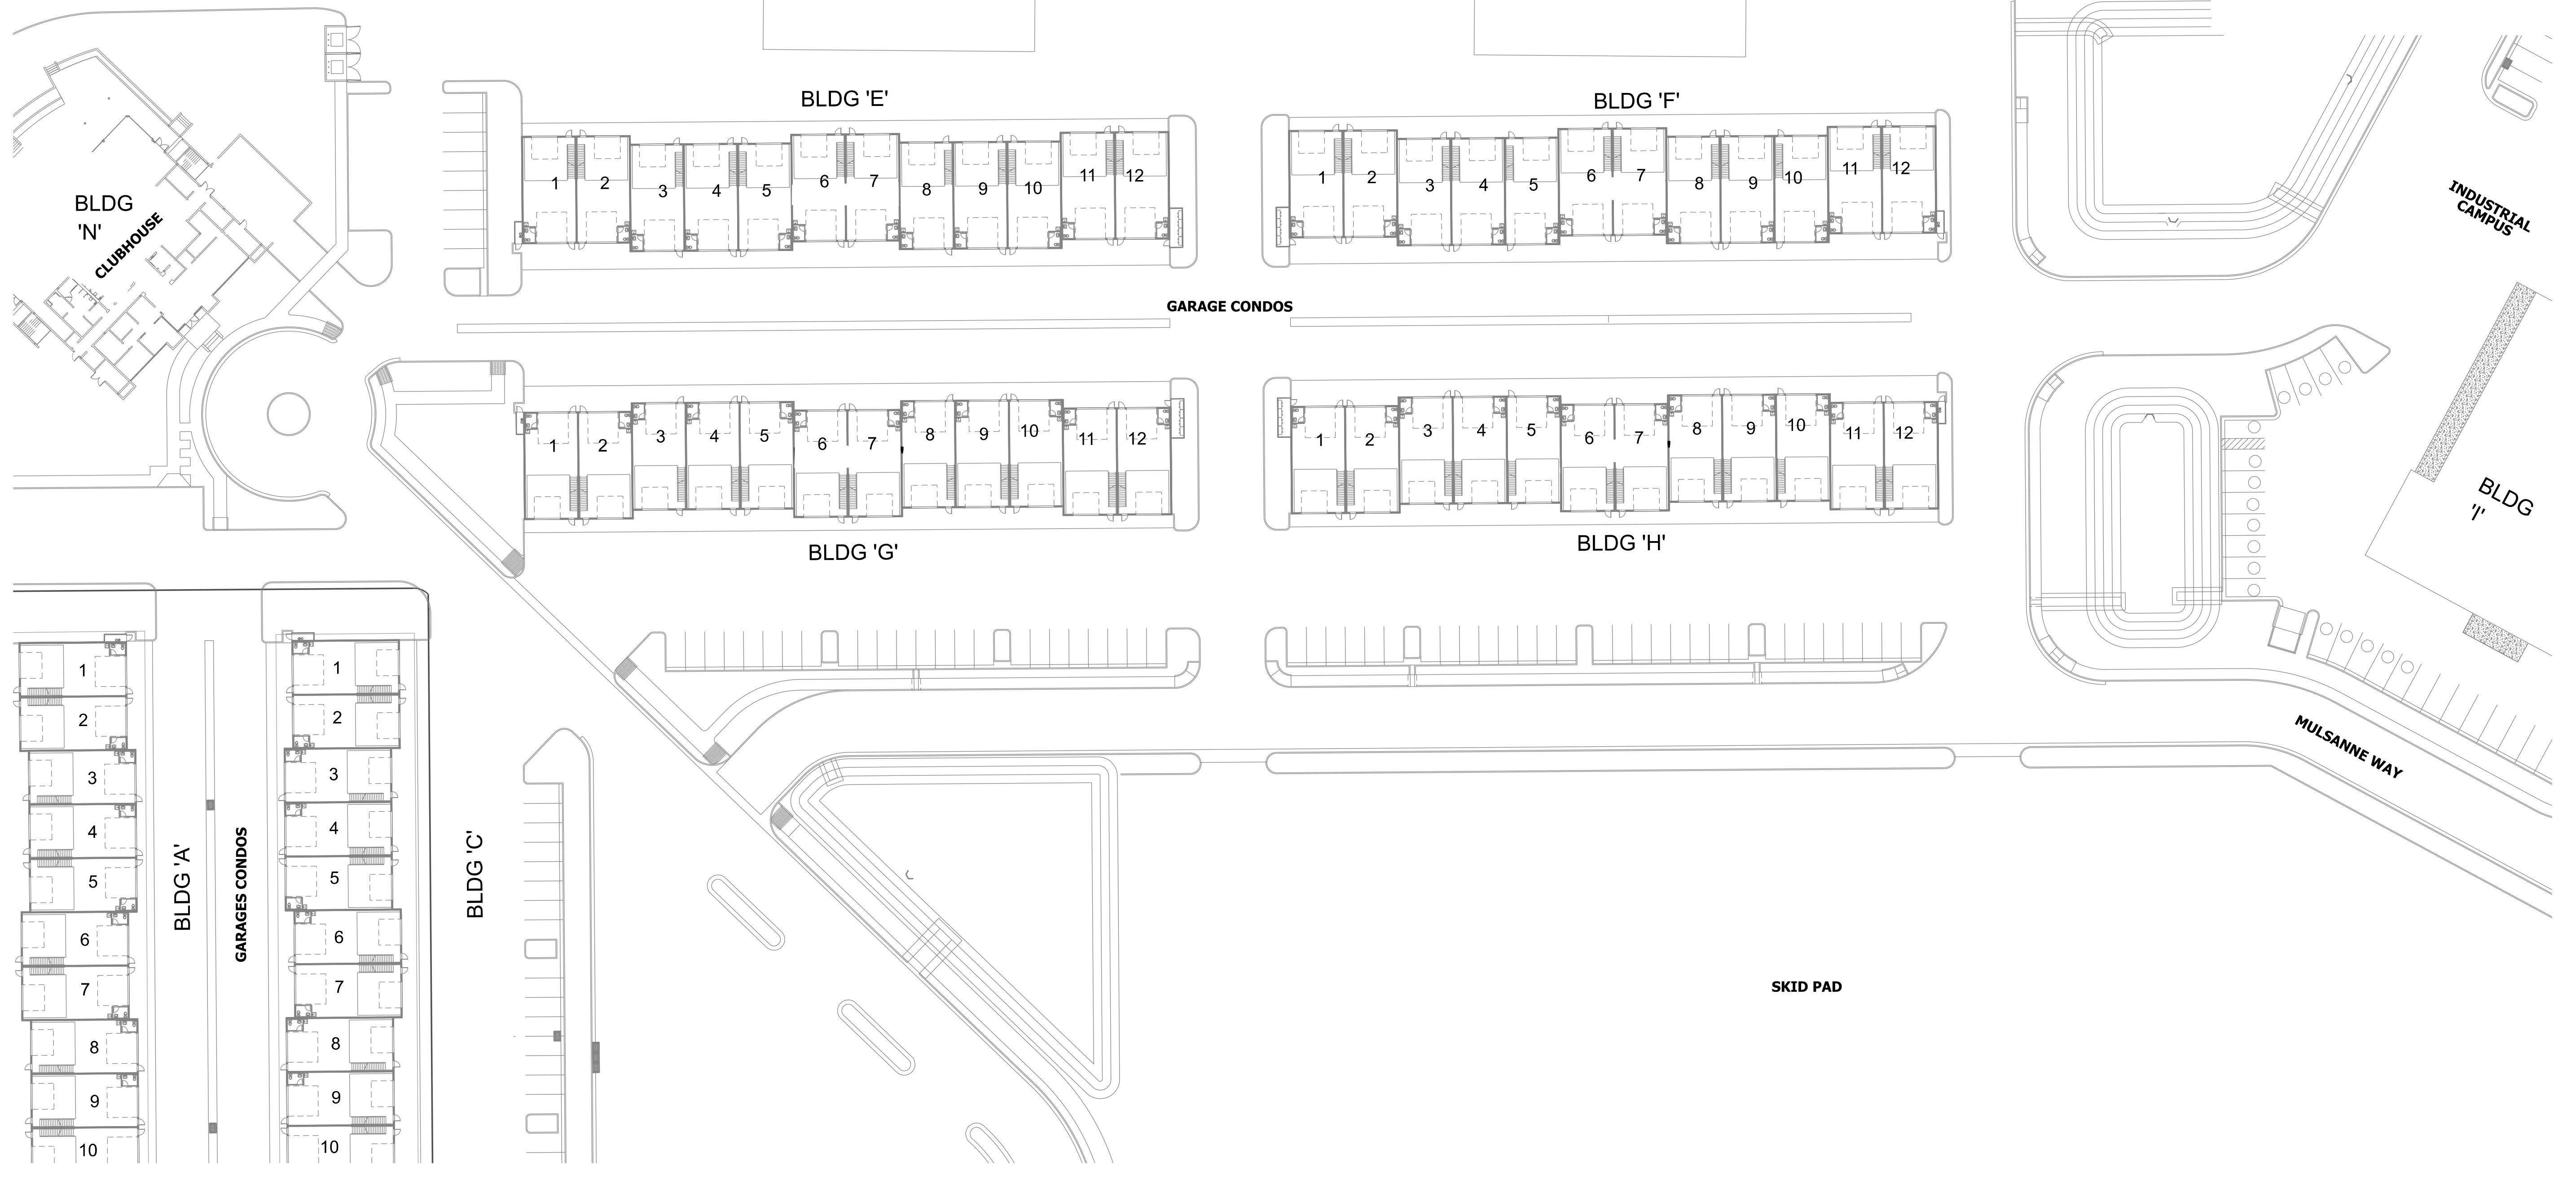 BLDG 'E'
BLDG 'F'
1 2 3 4 5 6 7 8 9 10 11 12
1 2 3 4 5 6 7 8 9 10 11 12
BLDG
'N'
CLUBHOUSE
INDUSTRIAL
CAMPUS
GARAGE CONDOS
1 2 3 4 5 6 7 8 9 10 11 12
1 2 3 4 5 6 7 8 9 10 11 12
BLDG 'G'
BLDG 'H'
BLDG
'I'
1
2
3
4
5
6
7
8
9
10
BLDG 'A'
GARAGES CONDOS
1
2
3
4
5
6
7
8
9
10
BLDG 'C'
MULSANNE WAY
SKID PAD